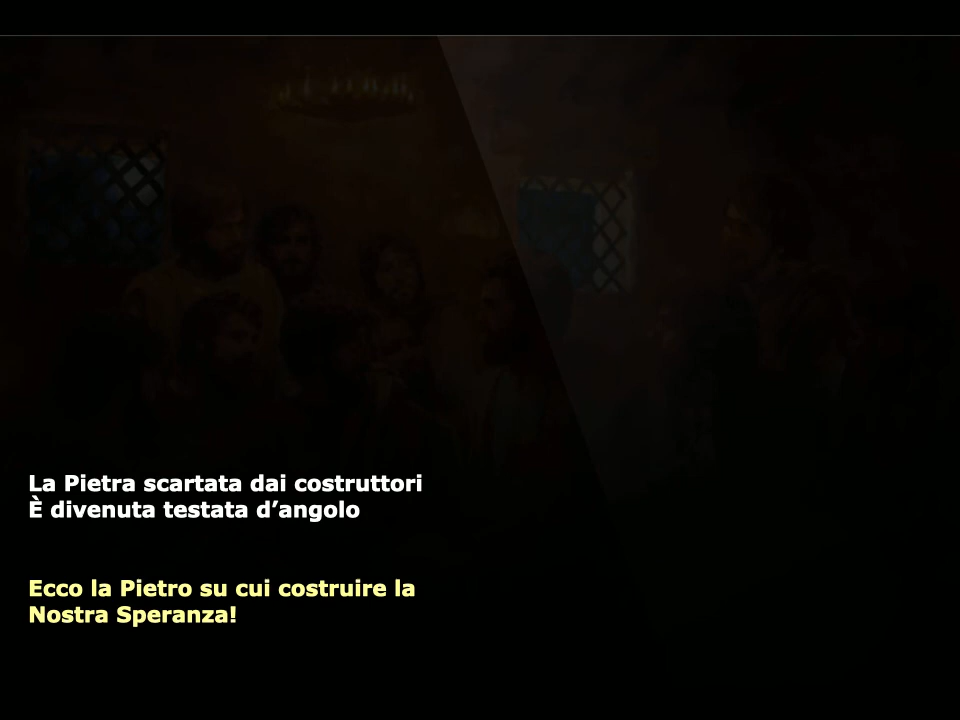 La Pietra scartata dai costruttori
È divenuta testata d’angolo
Ecco la Pietro su cui costruire la
Nostra Speranza!